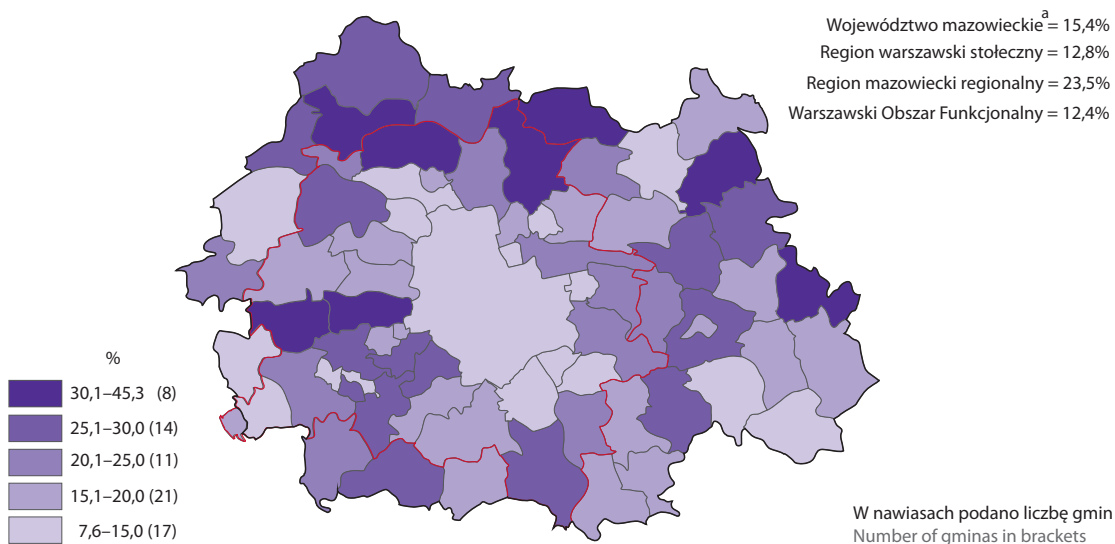 Województwo mazowieckie a = 15,4%
Region warszawski stołeczny = 12,8%
Region mazowiecki regionalny = 23,5%
Warszawski Obszar Funkcjonalny = 12,4%
%
30,1–45,3 (8)
25,1–30,0 (14)
20,1–25,0 (11)
15,1–20,0 (21)
7,6–15,0 (17)
W nawiasach podano liczbę gmin
Number of gminas in brackets